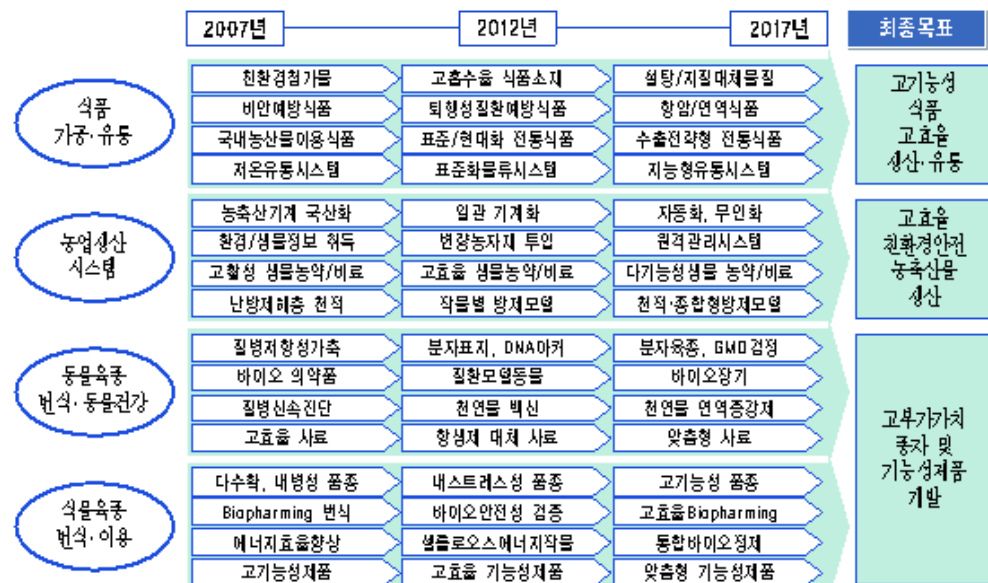 2007년
2012년
2017년
최종목표
식품
가공·유통
친환경첨가물
고흡수율 식품소재
설탕/지질대체물질
비만예방식품
퇴행성질환예방식품
항암/면역식품
국내농산물이용식품
표준/현대화 전통식품
수출전략형 전통식품
저온유통시스템
표준화물류시스템
지능형유통시스템
고기능성
식품
고효율
생산·유통
농업생산
시스템
농축산기계 국산화
일관 기계화
자동화, 무인화
환경/생물정보 취득
변량농자재 투입
원격관리시스템
고활성 생물농약/비료
고효율 생물농약/비료
다기능성생물 농약/비료
난방제해충 천적
작물별 방제모델
천적·종합형방제모델
고효율
친환경안전
농축산물
생산
동물육종
번식·동물건강
질병저항성가축
분자표지, DNA마커
분자육종, GMO검정
바이오 의약품
질환모델동물
바이오장기
질병신속진단
천연물 백신
천연물 면역증강제
고효율 사료
항생제 대체 사료
맞춤형 사료
식물육종
번식·이용
다수확, 내병성 품종
내스트레스성 품종
고기능성 품종
Biopharming 번식
바이오안전성 검증
고효율Biopharming
에너지효율향상
셀룰로오스에너지작물
통합바이오정제
고기능성제품
고효율 기능성제품
맞춤형 기능성제품
고부가가치
종자 및
기능성제품
개발